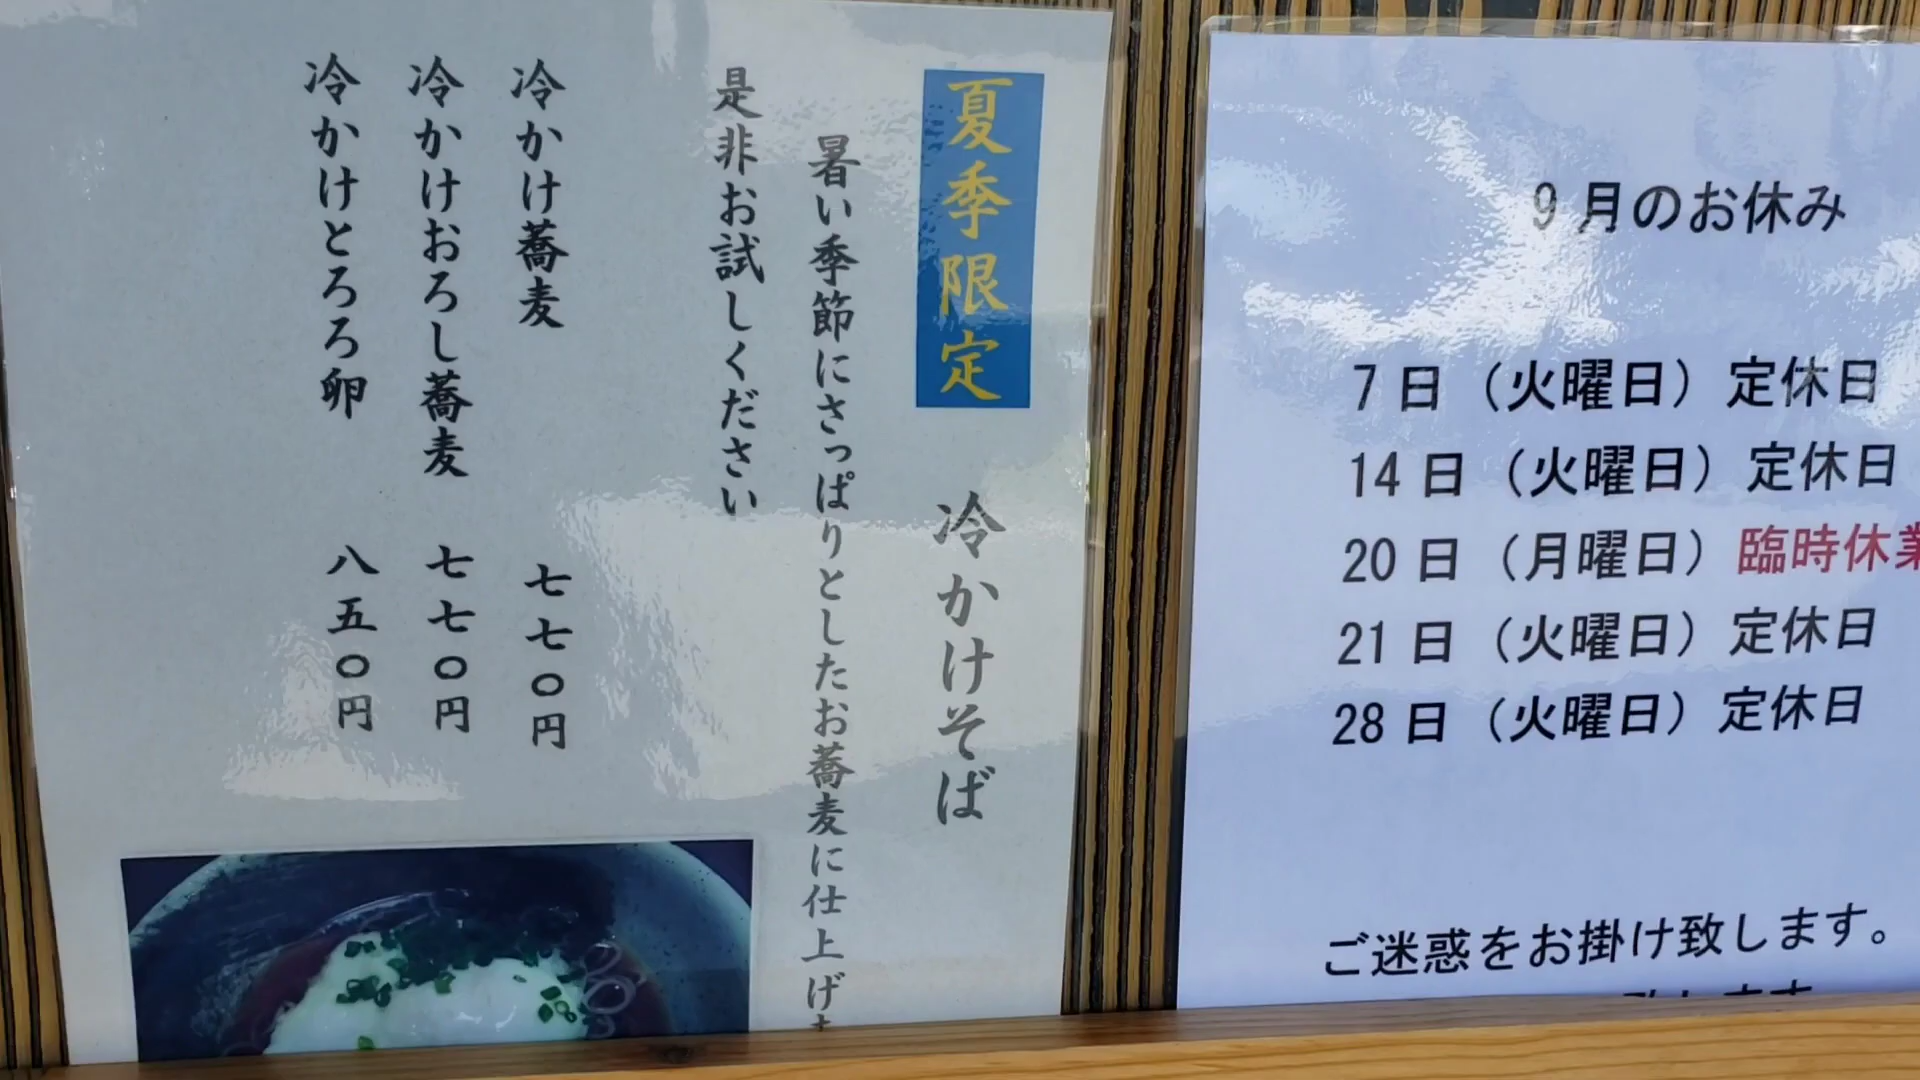 夏季限定 冷かけそば
暑い季節にさっぱりとしたお蕎麦に仕上げ
是非お試しください
冷かけ蕎麦 七七〇円
冷かけおろし蕎麦 七七〇円
冷かけとろろ卵 八五〇円
9月のお休み
7日（火曜日）定休日
14日（火曜日）定休日
20日（月曜日）臨時休業
21日（火曜日）定休日
28日（火曜日）定休日
ご迷惑をお掛け致します。